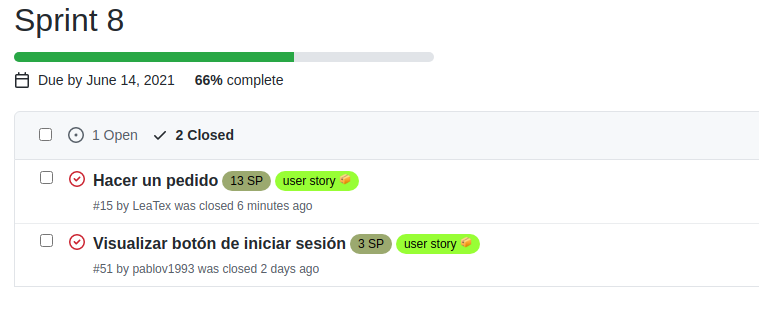 Sprint 8
Due by June 14, 2021 66% complete
1 Open 2 Closed
Hacer un pedido 13 SP user story
#15 by LeaTex was closed 6 minutes ago
Visualizar botón de iniciar sesión 3 SP user story
#51 by pablov1993 was closed 2 days ago